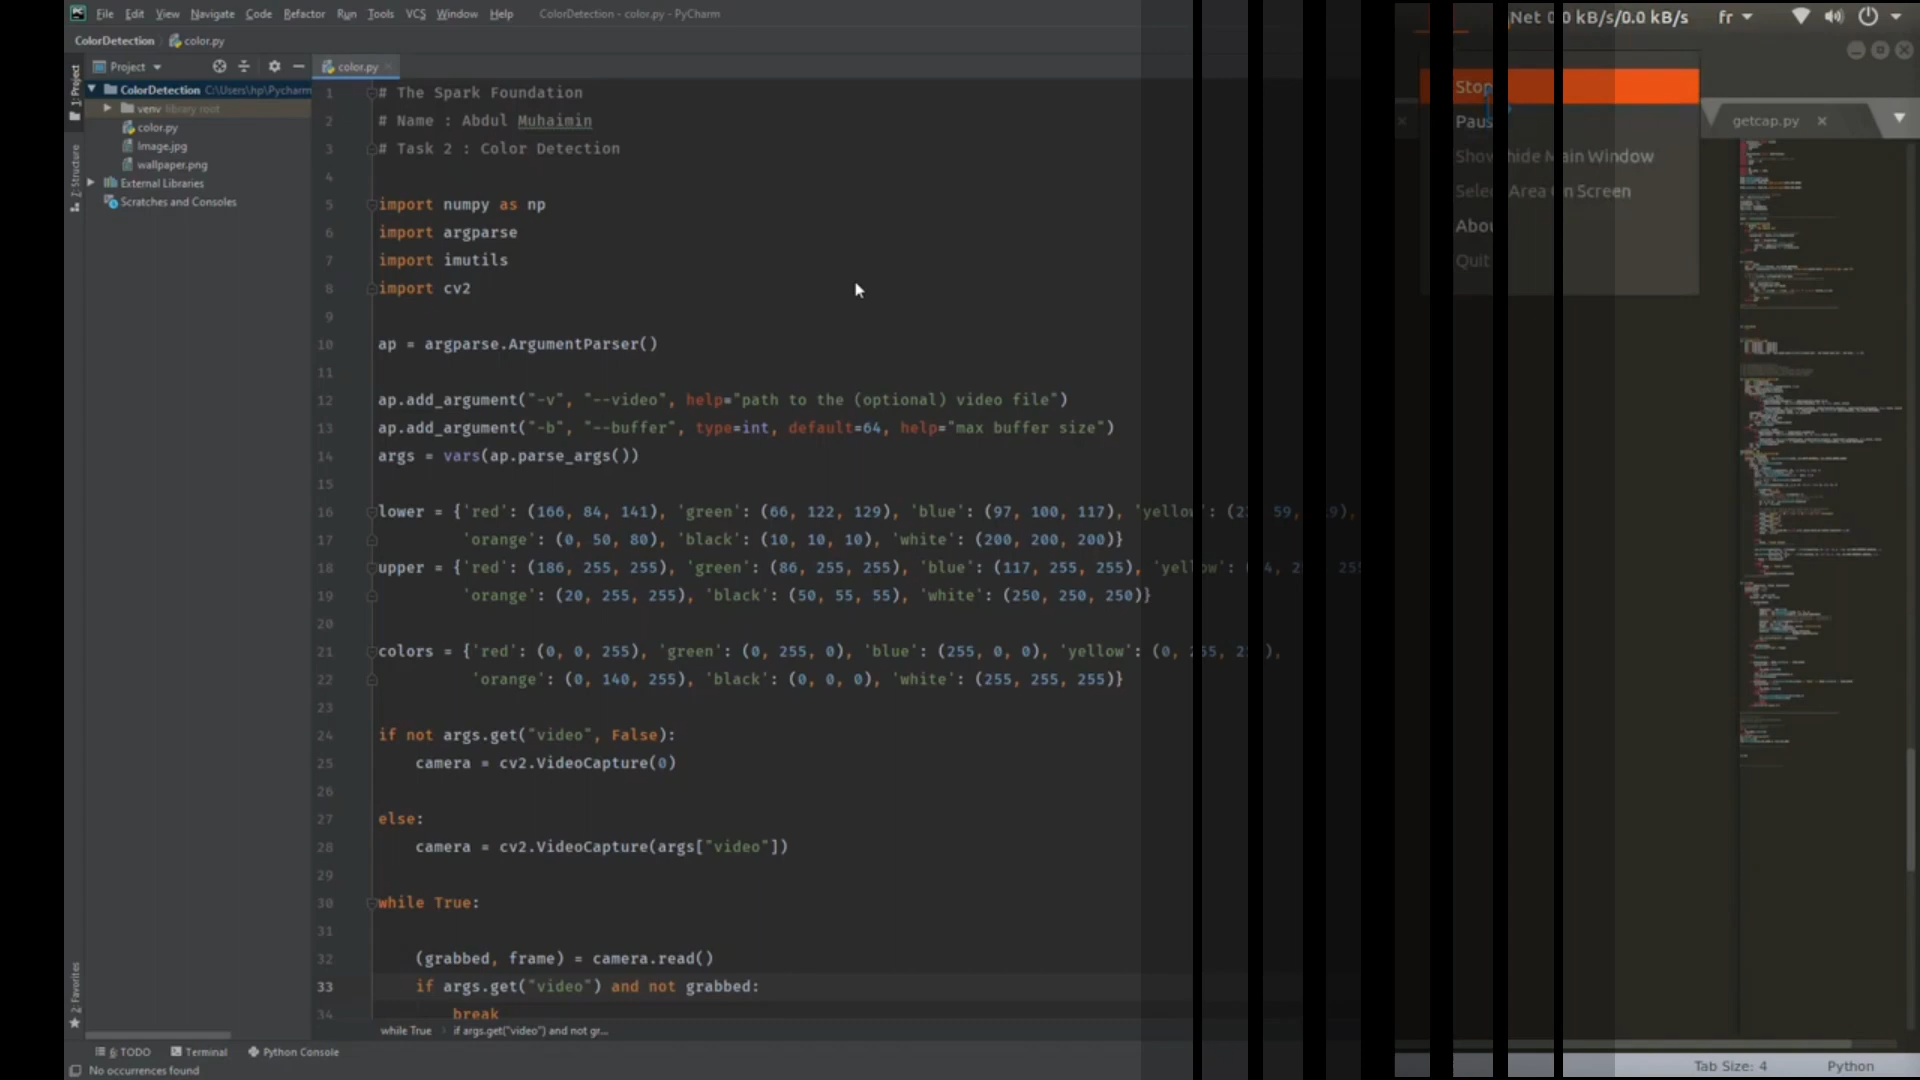 File Edit View Navigate Code Refactor Run Tools VCS Window Help ColorDetection - color.py - PyCharm
Net 0.0 kB/s/0.0 kB/s fr
ColorDetection color.py
Project color.py
1: Project
ColorDetection C:\Users\hp\Pycharm
venv library root
color.py
Image.jpg
wallpaper.png
External Libraries
Scratches and Consoles
Z: Structure
2: Favorites
1 # The Spark Foundation
2 # Name : Abdul Muhaimin
3 # Task 2 : Color Detection
4
5 import numpy as np
6 import argparse
7 import imutils
8 import cv2
9
10 ap = argparse.ArgumentParser()
11
12 ap.add_argument("-v", "--video", help="path to the (optional) video file")
13 ap.add_argument("-b", "--buffer", type=int, default=64, help="max buffer size")
14 args = vars(ap.parse_args())
15
16 lower = {'red': (166, 84, 141), 'green': (66, 122, 129), 'blue': (97, 100, 117), 'yellow': ( 59,
17 'orange': (0, 50, 80), 'black': (10, 10, 10), 'white': (200, 200, 200)}
18 upper = {'red': (186, 255, 255), 'green': (86, 255, 255), 'blue': (117, 255, 255), 'yellow': (
19 'orange': (20, 255, 255), 'black': (50, 55, 55), 'white': (250, 250, 250)}
20
21 colors = {'red': (0, 0, 255), 'green': (0, 255, 0), 'blue': (255, 0, 0), 'yellow': (0, ),
22 'orange': (0, 140, 255), 'black': (0, 0, 0), 'white': (255, 255, 255)}
23
24 if not args.get("video", False):
25 camera = cv2.VideoCapture(0)
26
27 else:
28 camera = cv2.VideoCapture(args["video"])
29
30 while True:
31
32 (grabbed, frame) = camera.read()
33 if args.get("video") and not grabbed:
34 break
while True if args.get("video") and not gr...
Stop
Paus
Show hide Main Window
Select Area On Screen
Abou
Quit
getcap.py
6: TODO Terminal Python Console
No occurrences found
Tab Size: 4 Python